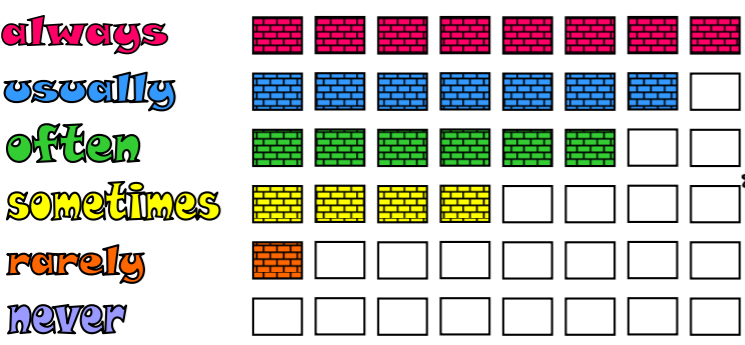 always
usually
often
sometimes
rarely
never